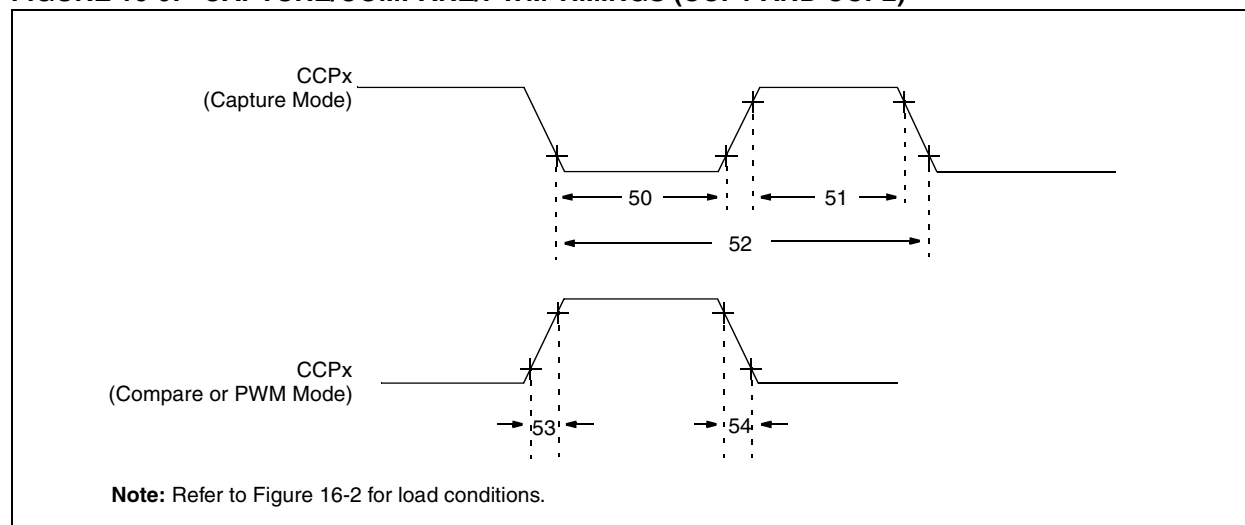 CCPx
(Capture Mode)
50
51
52
CCPx
(Compare or PWM Mode)
53
54
Note: Refer to Figure 16-2 for load conditions.